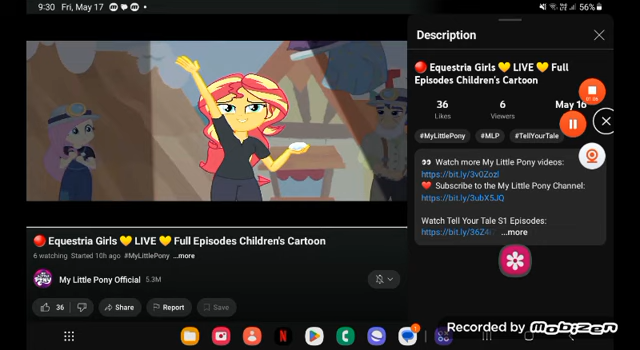 9:30 Fri, May 17
56%
Description
🔴 Equestria Girls 💛 LIVE 💛 Full
Episodes Children's Cartoon
36
6
May 16
Likes
Viewers
#MyLittlePony
#MLP
#TellYourTale
👀 Watch more My Little Pony videos:
https://bit.ly/3v0Zozl
❤️ Subscribe to the My Little Pony Channel:
https://bit.ly/3ubX5JQ
Watch Tell Your Tale S1 Episodes:
...more
🔴 Equestria Girls 💛 LIVE 💛 Full Episodes Children's Cartoon
6 watching Started 10h ago #MyLittlePony ...more
My Little Pony Official 5.3M
36
Share
Report
Save
Recorded by Mobizen